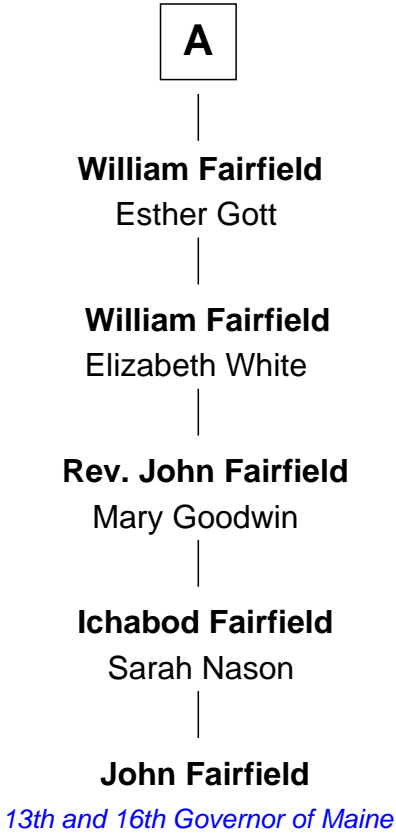 A
William Fairfield
Esther Gott
William Fairfield
Elizabeth White
Rev. John Fairfield
Mary Goodwin
Ichabod Fairfield
Sarah Nason
John Fairfield
13th and 16th Governor of Maine